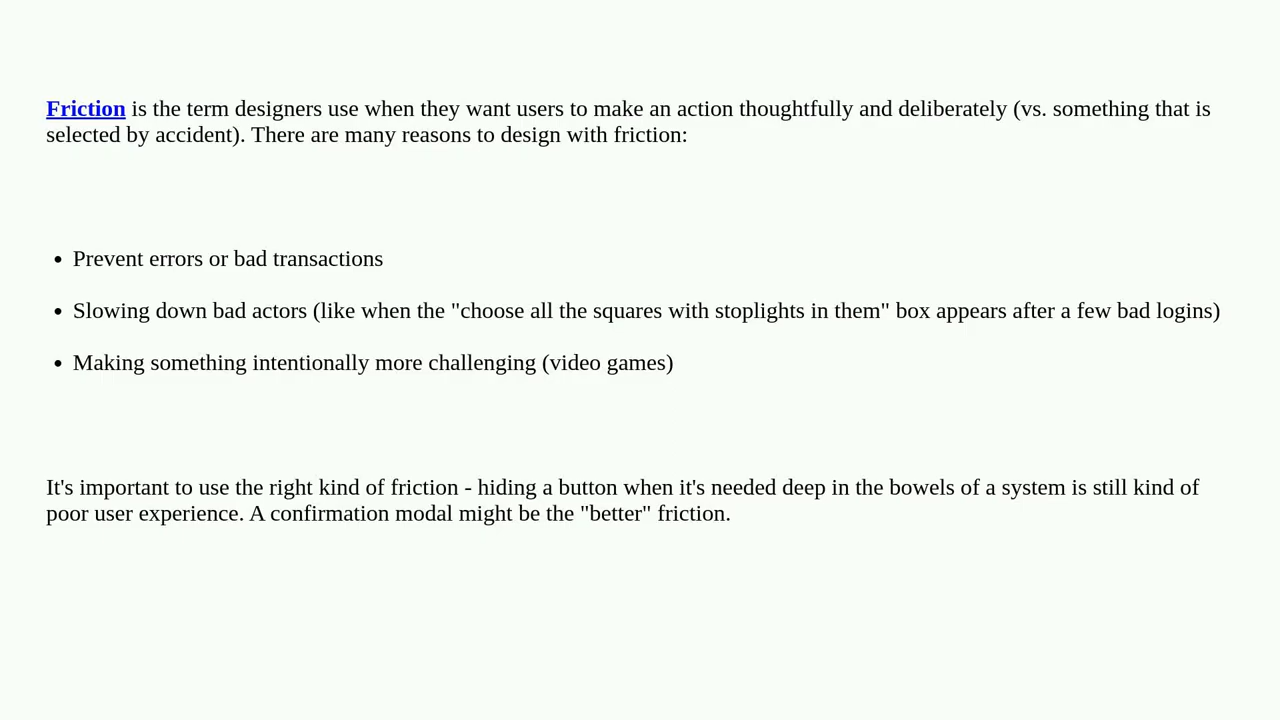 Friction is the term designers use when they want users to make an action thoughtfully and deliberately (vs. something that is
selected by accident). There are many reasons to design with friction:
• Prevent errors or bad transactions
• Slowing down bad actors (like when the "choose all the squares with stoplights in them" box appears after a few bad logins)
• Making something intentionally more challenging (video games)
It's important to use the right kind of friction - hiding a button when it's needed deep in the bowels of a system is still kind of
poor user experience. A confirmation modal might be the "better" friction.